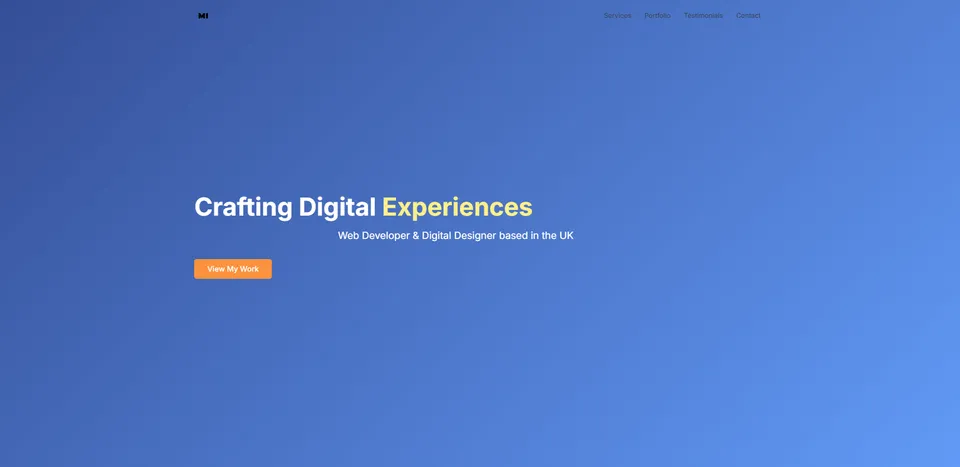 MI
Services Portfolio Testimonials Contact
Crafting Digital Experiences
Web Developer & Digital Designer based in the UK
View My Work